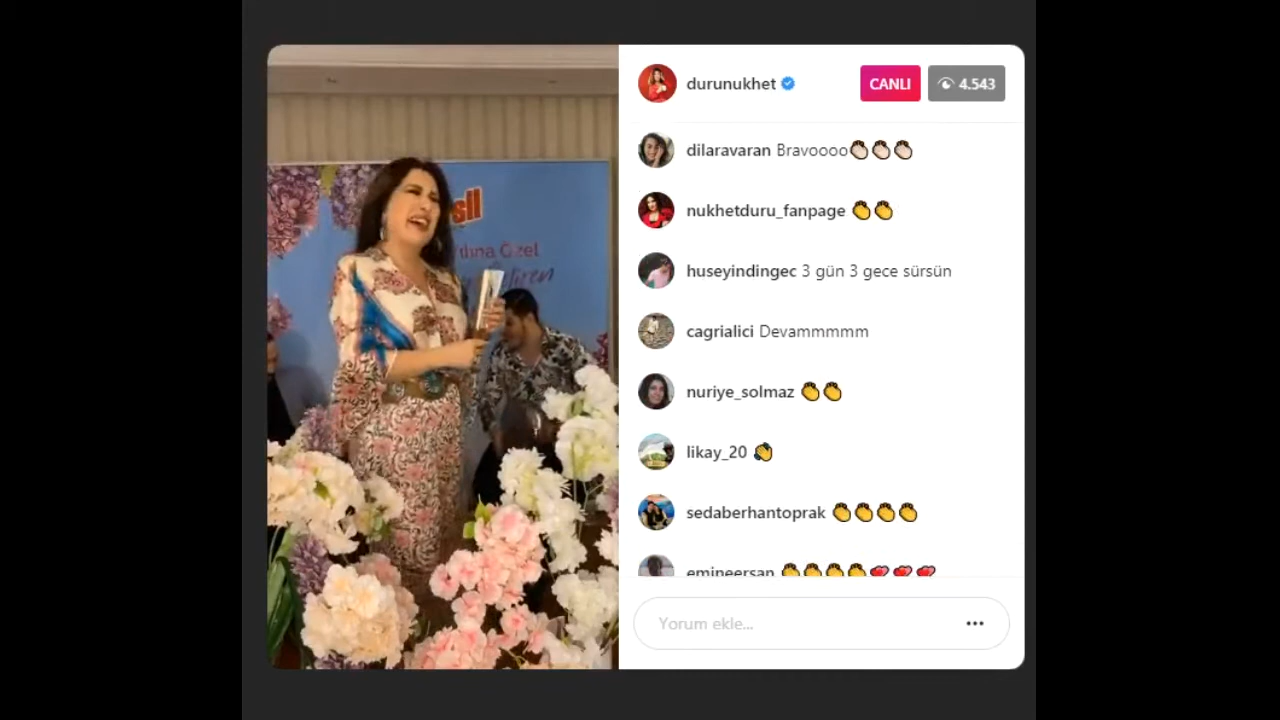 durunukhet
CANLI
4.543
dilaravaran Bravoooo👏🏻👏🏻👏🏻
nukhetduru_fanpage 👏👏
huseyindingec 3 gün 3 gece sürsün
cagrialici Devammmmm
nuriye_solmaz 👏👏
likay_20 👏
sedaberhantoprak 👏👏👏👏
emineersan 👏👏👏👏💕💕💕
Yorum ekle...
Özel